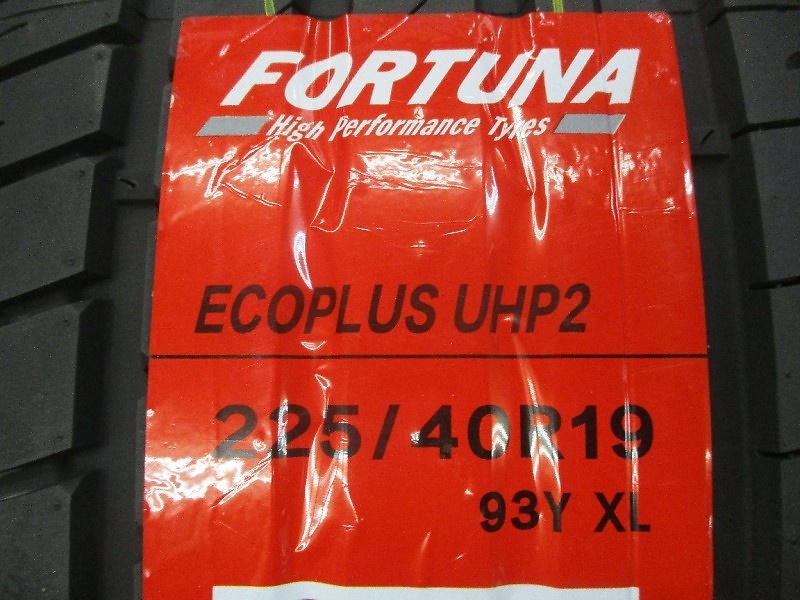 FORTUNA
High Performance Tyres
ECOPLUS UHP2
225/40R19
93Y XL